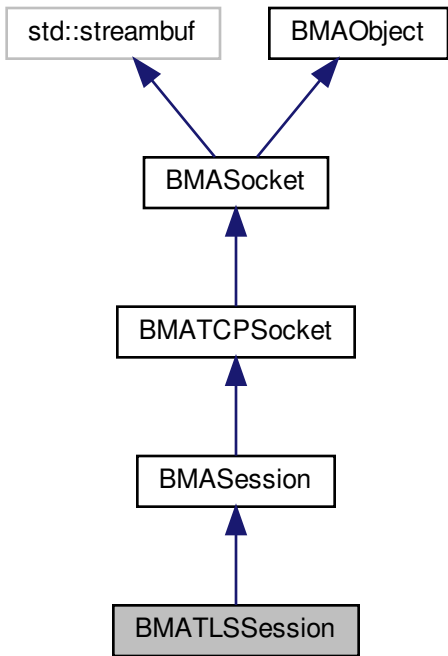 std::streambuf
BMAObject
BMASocket
BMATCPSocket
BMASession
BMATLSSession